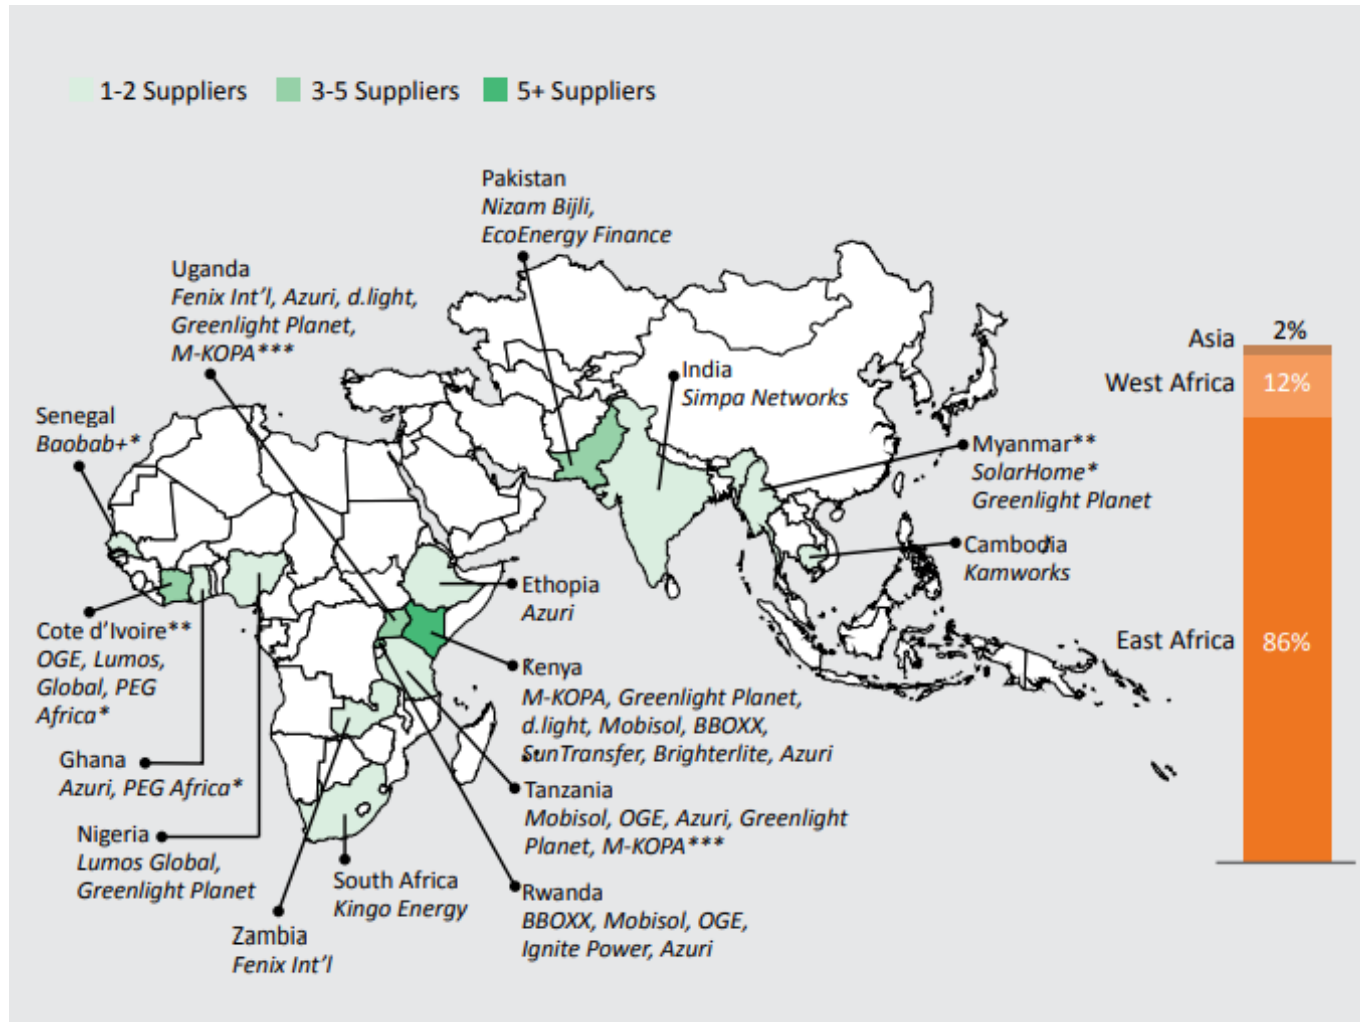 1-2 Suppliers
3-5 Suppliers
5+ Suppliers
Pakistan
Nizam Bijli,
EcoEnergy Finance
Uganda
Fenix Int'l, Azuri, d.light,
Greenlight Planet,
M-KOPA***
India
Simpa Networks
Senegal
Baobab+*
Myanmar**
SolarHome*
Greenlight Planet
Cambodia
Kamworks
Ethopia
Azuri
Cote d'Ivoire**
OGE, Lumos,
Global, PEG
Africa*
Kenya
M-KOPA, Greenlight Planet,
d.light, Mobisol, BBOXX,
SunTransfer, Brighterlite, Azuri
Ghana
Azuri, PEG Africa*
Tanzania
Mobisol, OGE, Azuri, Greenlight
Planet, M-KOPA***
Nigeria
Lumos Global,
Greenlight Planet
South Africa
Kingo Energy
Rwanda
BBOXX, Mobisol, OGE,
Ignite Power, Azuri
Zambia
Fenix Int'l
Asia
2%
West Africa
12%
East Africa
86%